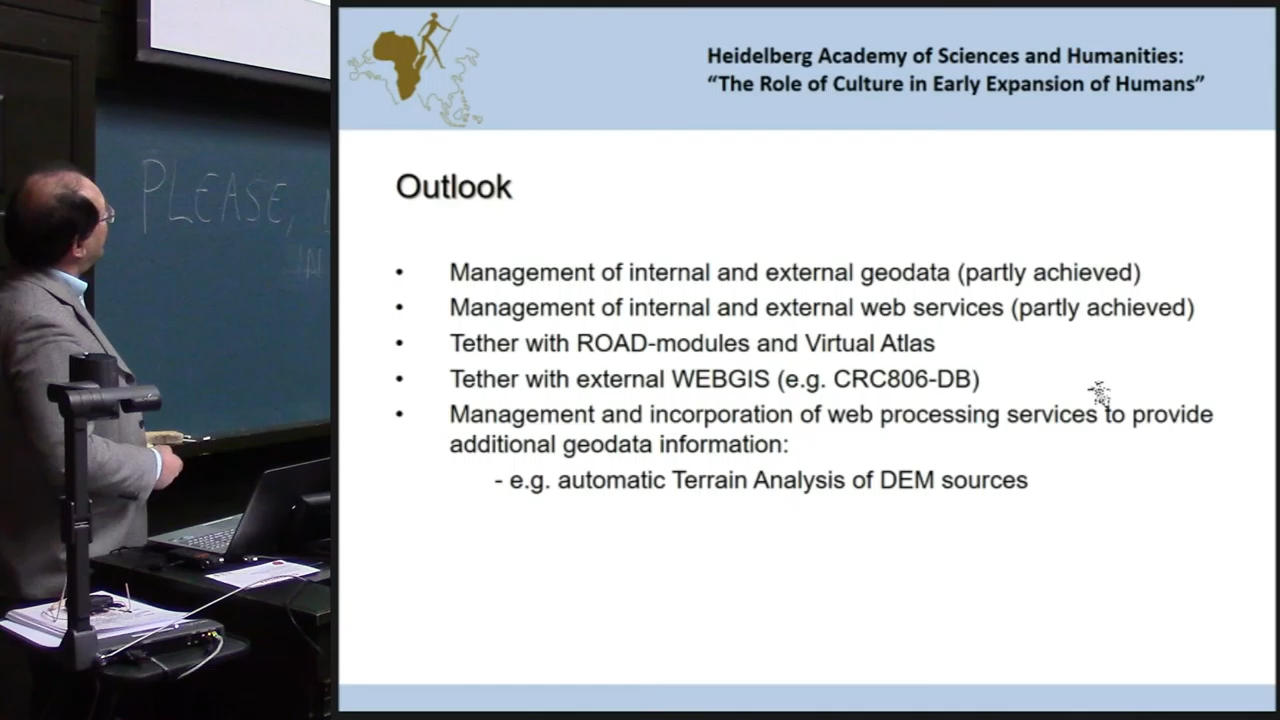 PLEASE,
Heidelberg Academy of Sciences and Humanities:
“The Role of Culture in Early Expansion of Humans”
Outlook
• Management of internal and external geodata (partly achieved)
• Management of internal and external web services (partly achieved)
• Tether with ROAD-modules and Virtual Atlas
• Tether with external WEBGIS (e.g. CRC806-DB)
• Management and incorporation of web processing services to provide
additional geodata information:
- e.g. automatic Terrain Analysis of DEM sources